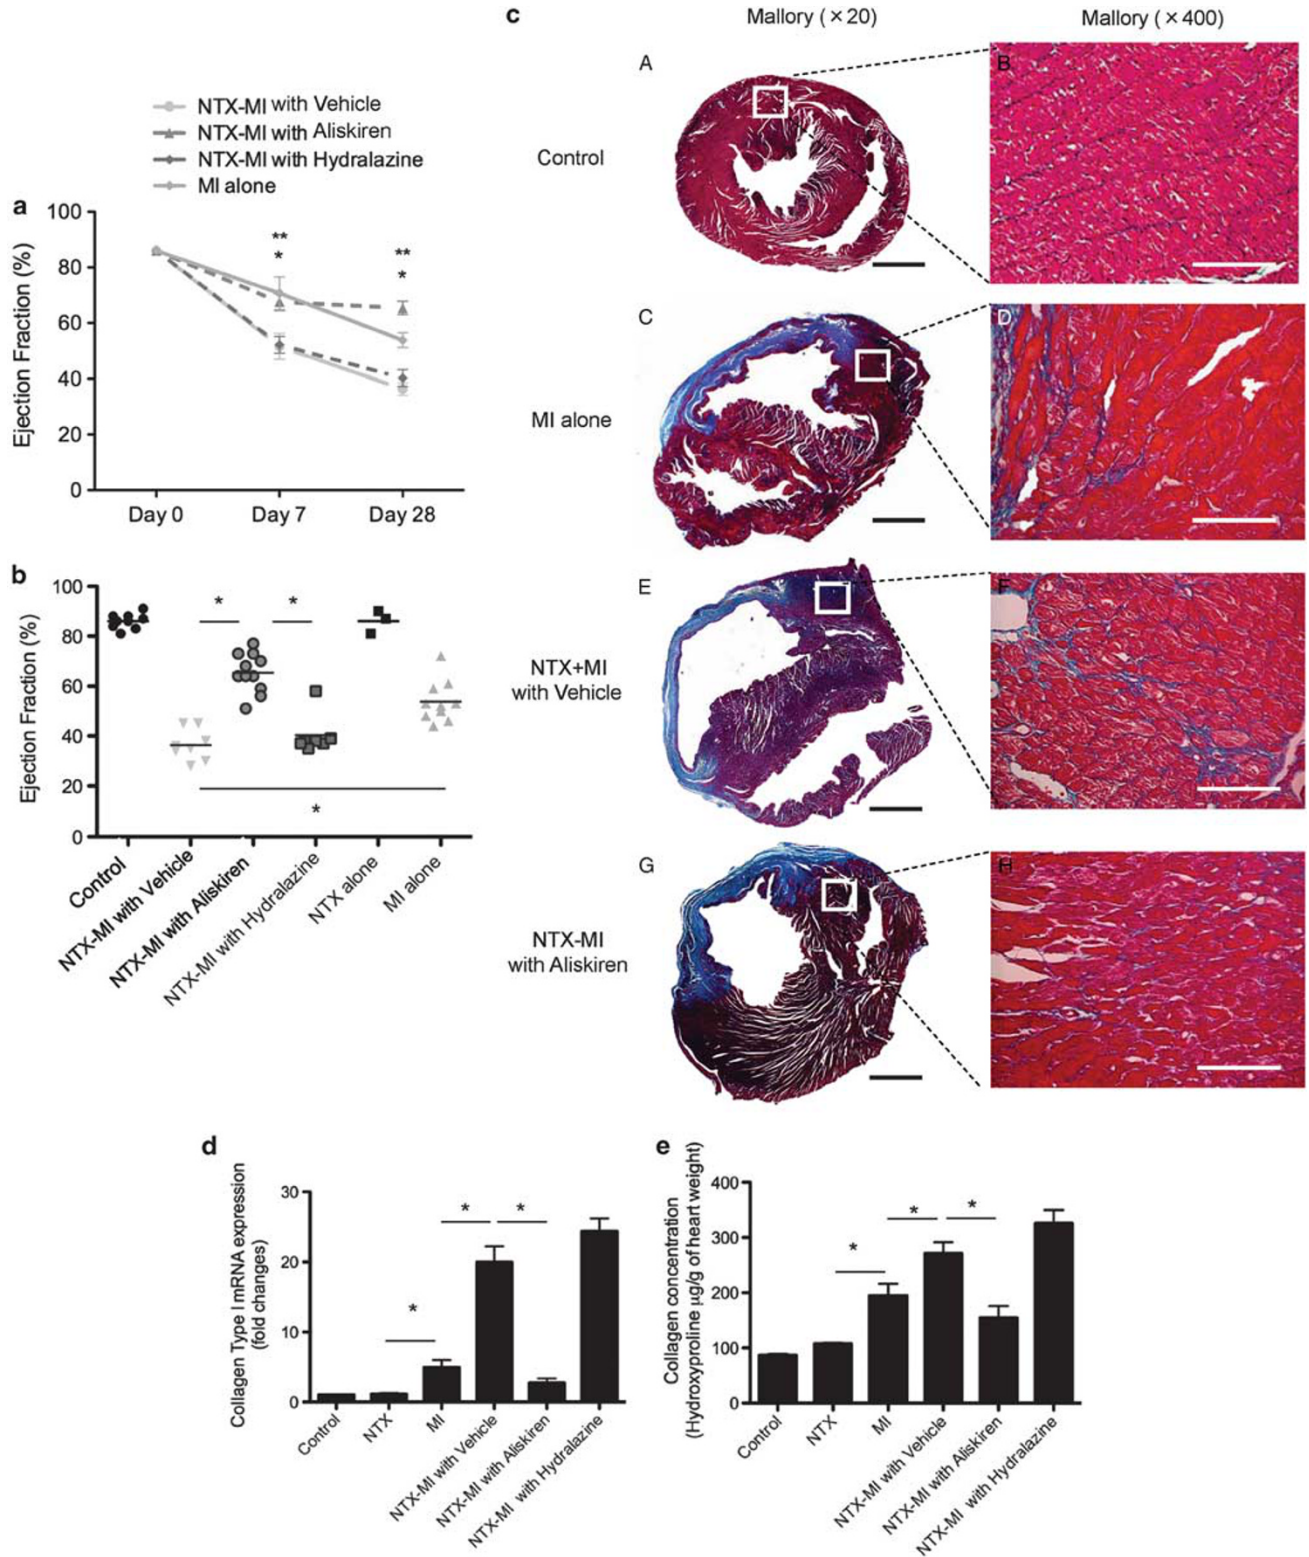 NTX-MI with Vehicle
NTX-MI with Aliskiren
NTX-MI with Hydralazine
MI alone
a
Ejection Fraction (%)
100
80
60
40
20
0
**
*
**
*
Day 0
Day 7
Day 28
b
Ejection Fraction (%)
100
80
60
40
20
0
*
*
*
Control
NTX-MI with Vehicle
NTX-MI with Aliskiren
NTX-MI with Hydralazine
NTX alone
MI alone
c
Mallory (×20)
Mallory (×400)
Control
A
B
MI alone
C
D
NTX+MI
with Vehicle
E
F
NTX-MI
with Aliskiren
G
H
d
Collagen Type I mRNA expression
(fold changes)
30
20
10
0
*
*
*
Control
NTX
MI
NTX-MI with Vehicle
NTX-MI with Aliskiren
NTX-MI with Hydralazine
e
Collagen concentration
(Hydroxyproline µg/g of heart weight)
400
300
200
100
0
*
*
*
Control
NTX
MI
NTX-MI with Vehicle
NTX-MI with Aliskiren
NTX-MI with Hydralazine